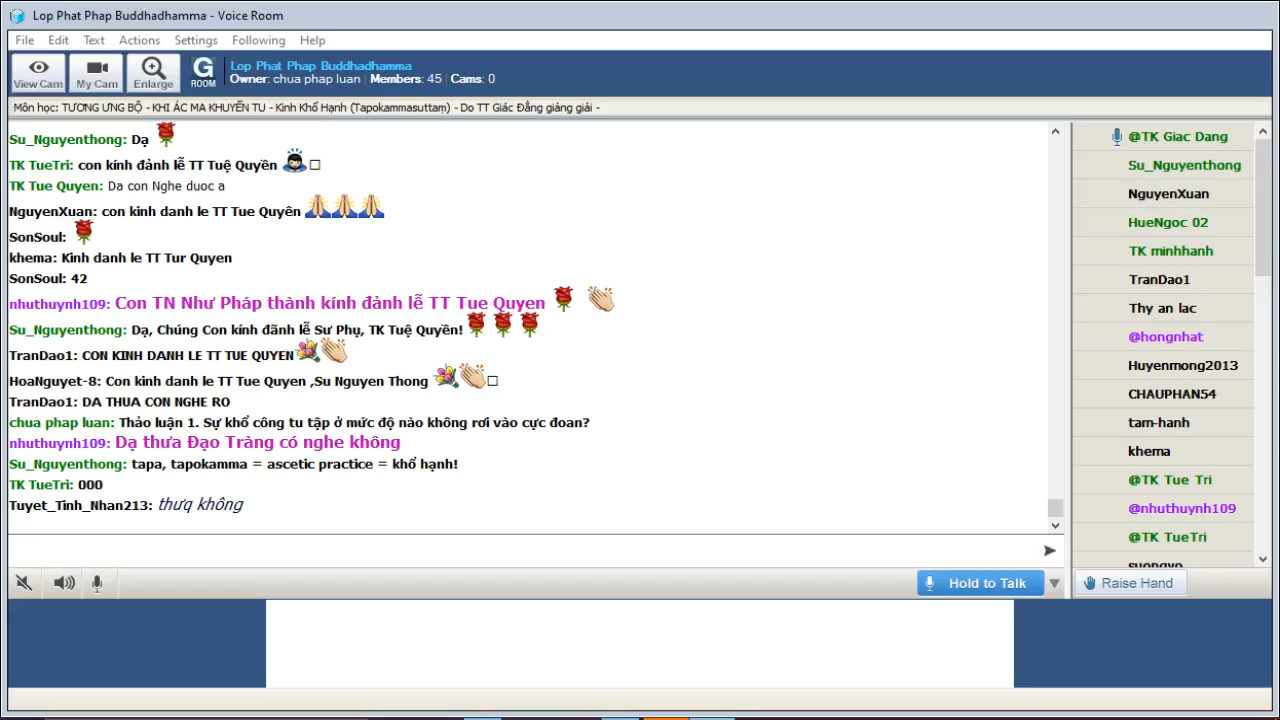 Lop Phat Phap Buddhadhamma - Voice Room
File Edit Text Actions Settings Following Help
View Cam My Cam Enlarge G ROOM
Lop Phat Phap Buddhadhamma
Owner: chua phap luan | Members: 45 | Cams: 0
Môn học: TƯƠNG ƯNG BỘ - KHI ÁC MA KHUYẾN TU - Kinh Khổ Hạnh (Tapokammasuttaṃ) - Do TT Giác Đẳng giảng giải -
Su_Nguyenthong: Dạ
TK TueTri: con kính đảnh lễ TT Tuệ Quyền
TK Tue Quyen: Da con Nghe duoc a
NguyenXuan: con kinh danh le TT Tue Quyên
SonSoul:
khema: Kinh danh le TT Tur Quyen
SonSoul: 42
nhuthuynh109: Con TN Như Pháp thành kính đảnh lễ TT Tue Quyen
Su_Nguyenthong: Dạ, Chúng Con kính đãnh lễ Sư Phụ, TK Tuệ Quyền!
TranDao1: CON KINH DANH LE TT TUE QUYEN
HoaNguyet-8: Con kinh danh le TT Tue Quyen ,Su Nguyen Thong
TranDao1: DA THUA CON NGHE RO
chua phap luan: Thảo luận 1. Sự khổ công tu tập ở mức độ nào không rơi vào cực đoan?
nhuthuynh109: Dạ thưa Đạo Tràng có nghe không
Su_Nguyenthong: tapa, tapokamma = ascetic practice = khổ hạnh!
TK TueTri: 000
Tuyet_Tinh_Nhan213: thưq không
Hold to Talk
@TK Giac Dang
Su_Nguyenthong
NguyenXuan
HueNgoc 02
TK minhhanh
TranDao1
Thy an lac
@hongnhat
Huyenmong2013
CHAUPHAN54
tam-hanh
khema
@TK Tue Tri
@nhuthuynh109
@TK TueTri
Raise Hand